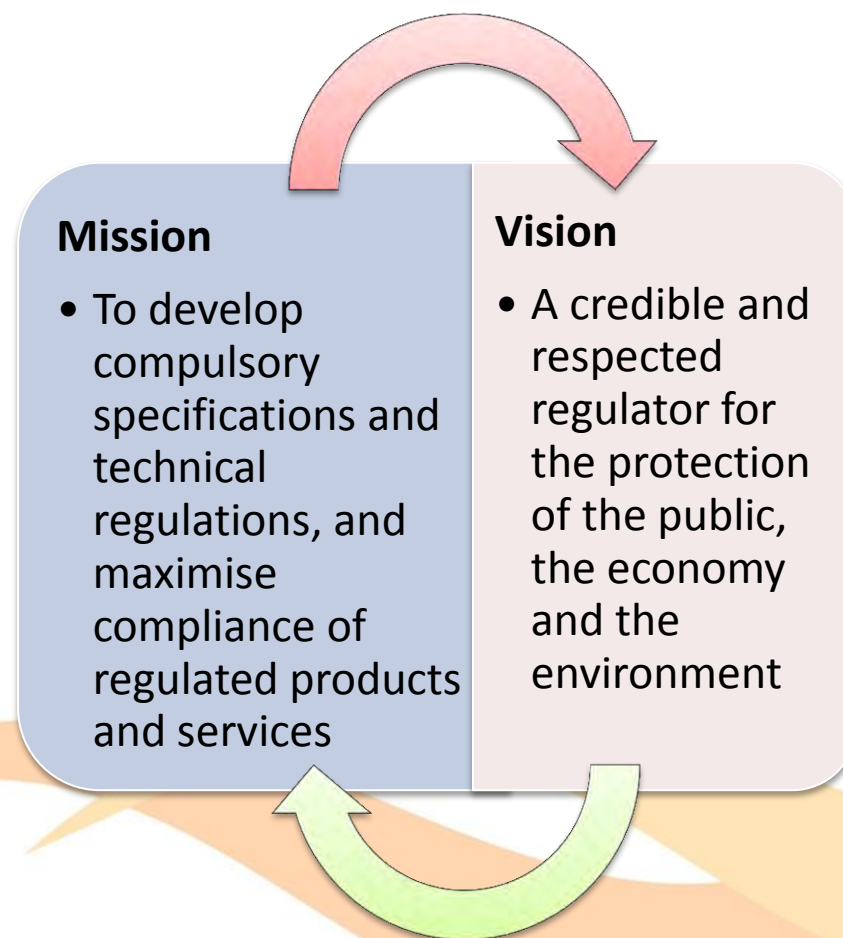 Mission
• To develop
compulsory
specifications and
technical
regulations, and
maximise
compliance of
regulated products
and services
Vision
• A credible and
respected
regulator for
the protection
of the public,
the economy
and the
environment